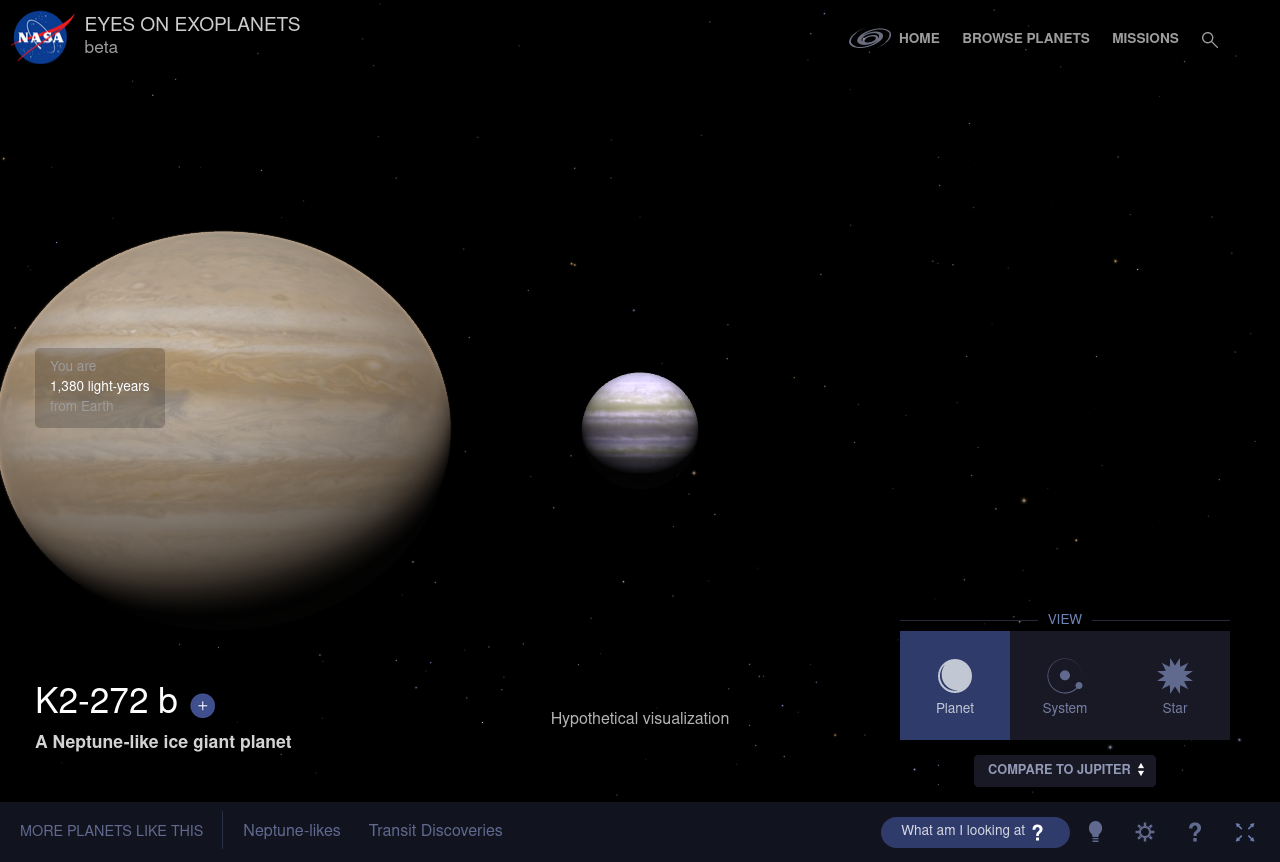 NASA
EYES ON EXOPLANETS
beta
HOME
BROWSE PLANETS
MISSIONS
You are
1,380 light-years
from Earth
K2-272 b +
A Neptune-like ice giant planet
Hypothetical visualization
VIEW
Planet
System
Star
COMPARE TO JUPITER
MORE PLANETS LIKE THIS
Neptune-likes
Transit Discoveries
What am I looking at ?
?